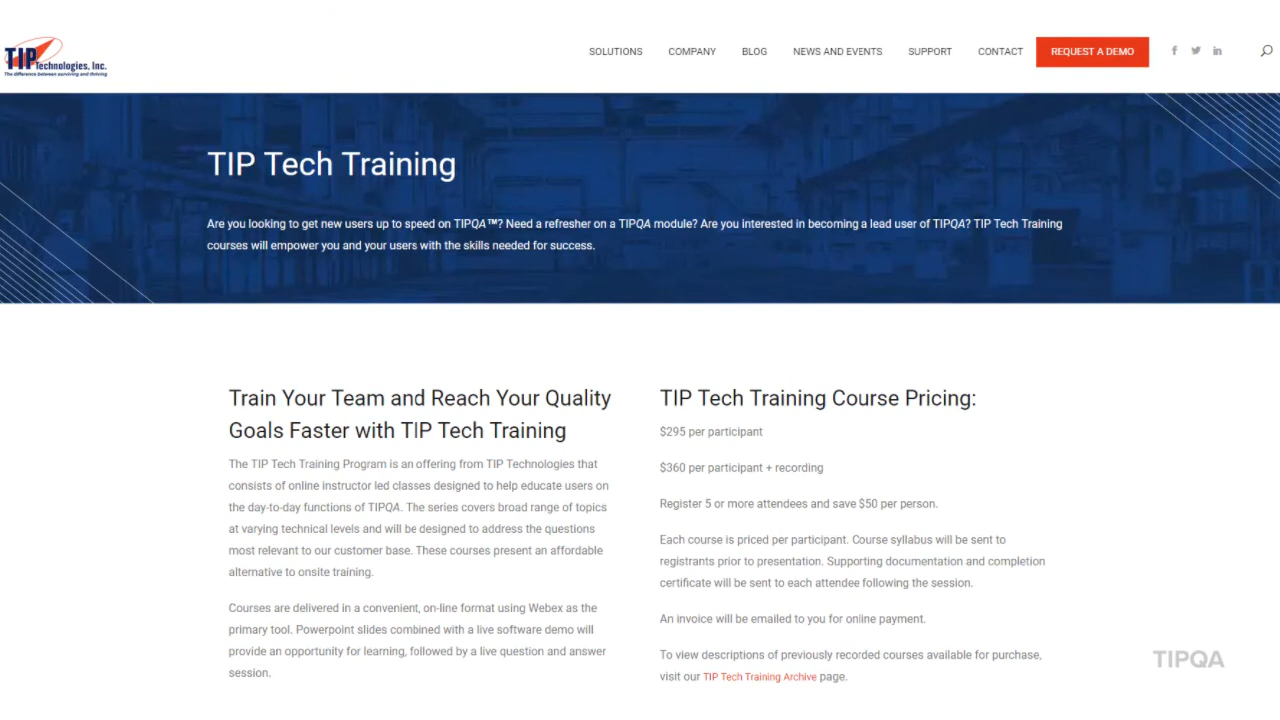 TIP Technologies, Inc.
The difference between surviving and thriving
SOLUTIONS COMPANY BLOG NEWS AND EVENTS SUPPORT CONTACT REQUEST A DEMO
TIP Tech Training
Are you looking to get new users up to speed on TIPQA™? Need a refresher on a TIPQA module? Are you interested in becoming a lead user of TIPQA? TIP Tech Training
courses will empower you and your users with the skills needed for success.
Train Your Team and Reach Your Quality
Goals Faster with TIP Tech Training
The TIP Tech Training Program is an offering from TIP Technologies that
consists of online instructor led classes designed to help educate users on
the day-to-day functions of TIPQA. The series covers broad range of topics
at varying technical levels and will be designed to address the questions
most relevant to our customer base. These courses present an affordable
alternative to onsite training.
Courses are delivered in a convenient, on-line format using Webex as the
primary tool. Powerpoint slides combined with a live software demo will
provide an opportunity for learning, followed by a live question and answer
session.
TIP Tech Training Course Pricing:
$295 per participant
$360 per participant + recording
Register 5 or more attendees and save $50 per person.
Each course is priced per participant. Course syllabus will be sent to
registrants prior to presentation. Supporting documentation and completion
certificate will be sent to each attendee following the session.
An invoice will be emailed to you for online payment.
To view descriptions of previously recorded courses available for purchase,
visit our TIP Tech Training Archive page.
TIPQA